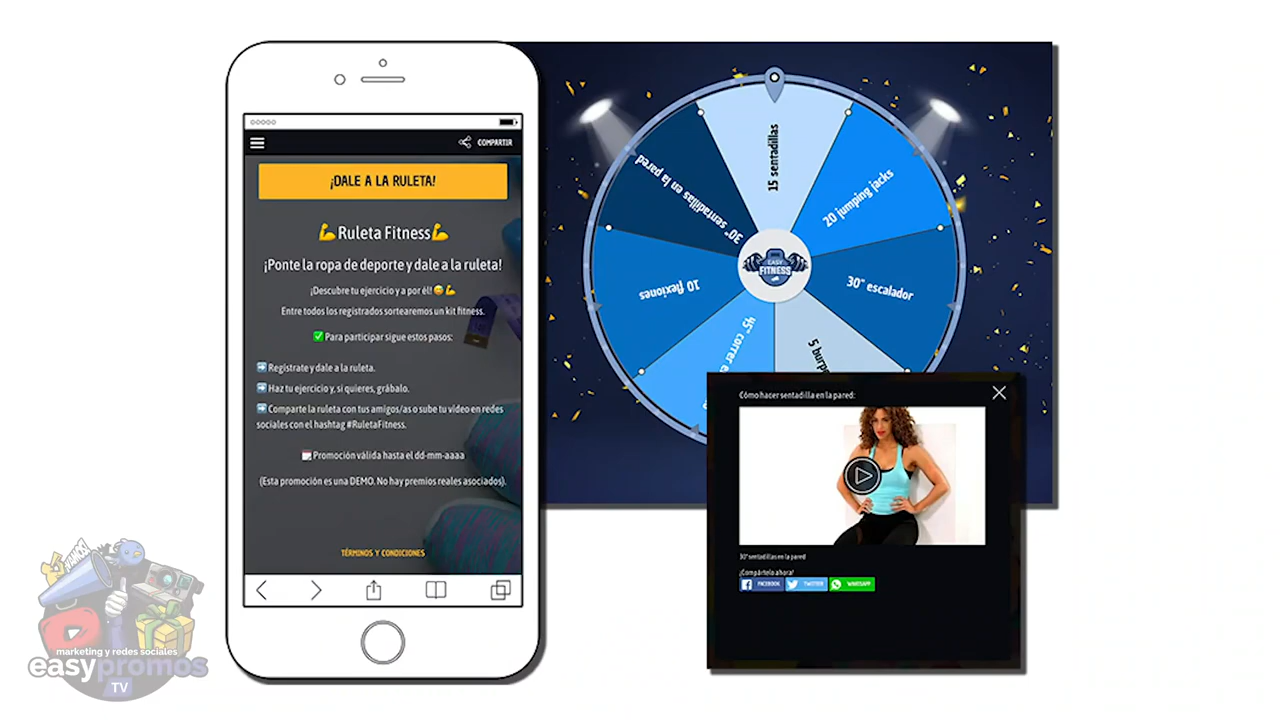 COMPARTIR
¡DALE A LA RULETA!
💪Ruleta Fitness💪
¡Ponte la ropa de deporte y dale a la ruleta!
¡Descubre tu ejercicio y a por él! 😅💪
Entre todos los registrados sortearemos un kit fitness.
✅ Para participar sigue estos pasos:
➡️ Regístrate y dale a la ruleta.
➡️ Haz tu ejercicio y, si quieres, grábalo.
➡️ Comparte la ruleta con tus amigos/as o sube tu vídeo en redes
sociales con el hashtag #RuletaFitness.
📅 Promoción válida hasta el dd-mm-aaaa
(Esta promoción es una DEMO. No hay premios reales asociados).
TÉRMINOS Y CONDICIONES
15 sentadillas
20 jumping jacks
30" escalador
5 burp
45" correr e
10 flexiones
30" sentadillas en la pared
EASY
FITNESS
Cómo hacer sentadilla en la pared:
30" sentadillas en la pared
¡Compártelo ahora!
FACEBOOK
TWITTER
WHATSAPP
¡VAMOS!
marketing y redes sociales
easypromos
TV